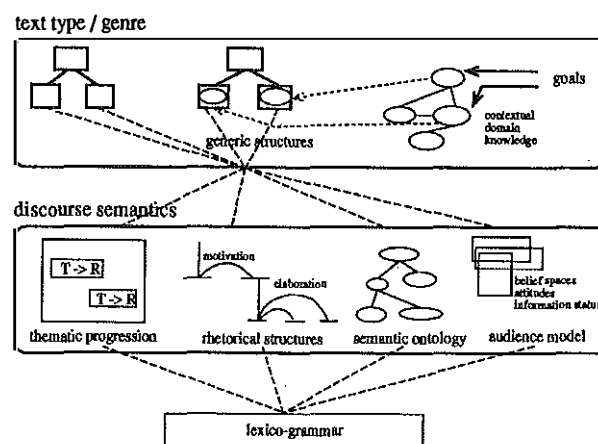 text type / genre
goals
generic structures
contextual
domain
knowledge
discourse semantics
T -> R
T -> R
motivation
elaboration
belief spaces
attitudes
information status
thematic progression
rhetorical structures
semantic ontology
audience model
lexico-grammar